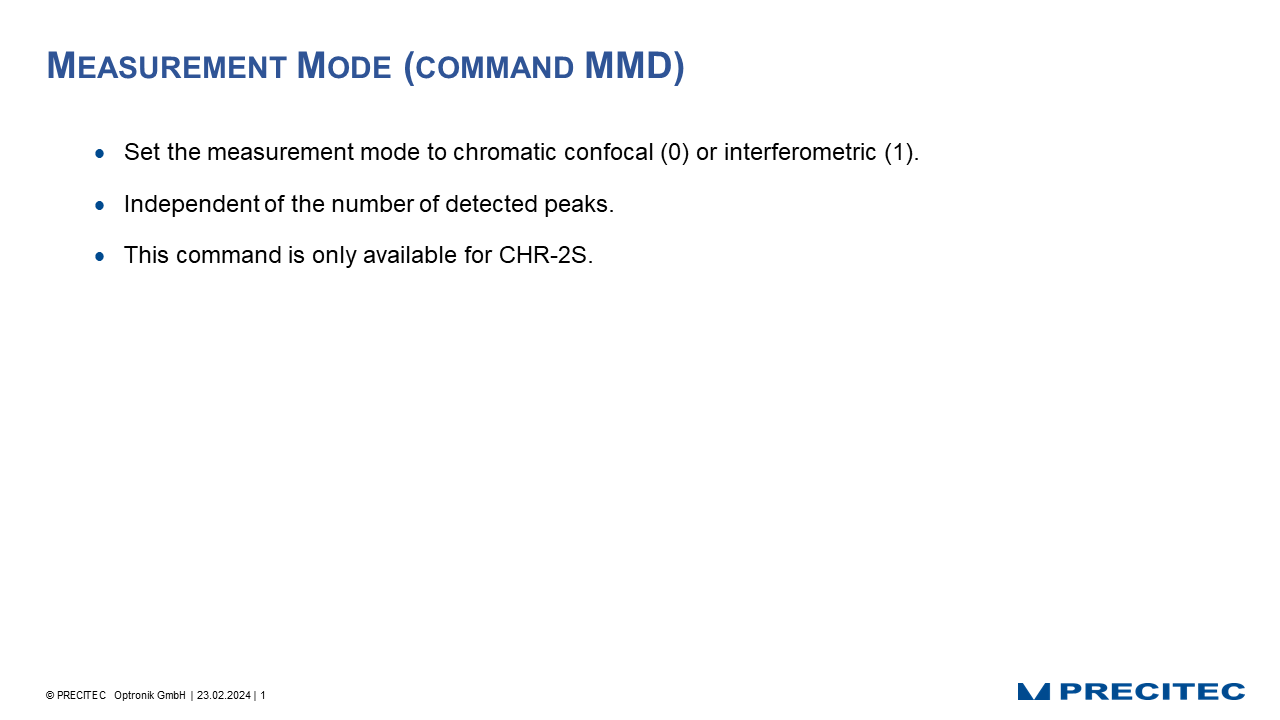 MEASUREMENT MODE (COMMAND MMD)
• Set the measurement mode to chromatic confocal (0) or interferometric (1).
• Independent of the number of detected peaks.
• This command is only available for CHR-2S.
© PRECITEC Optronik GmbH | 23.02.2024 | 1
PRECITEC